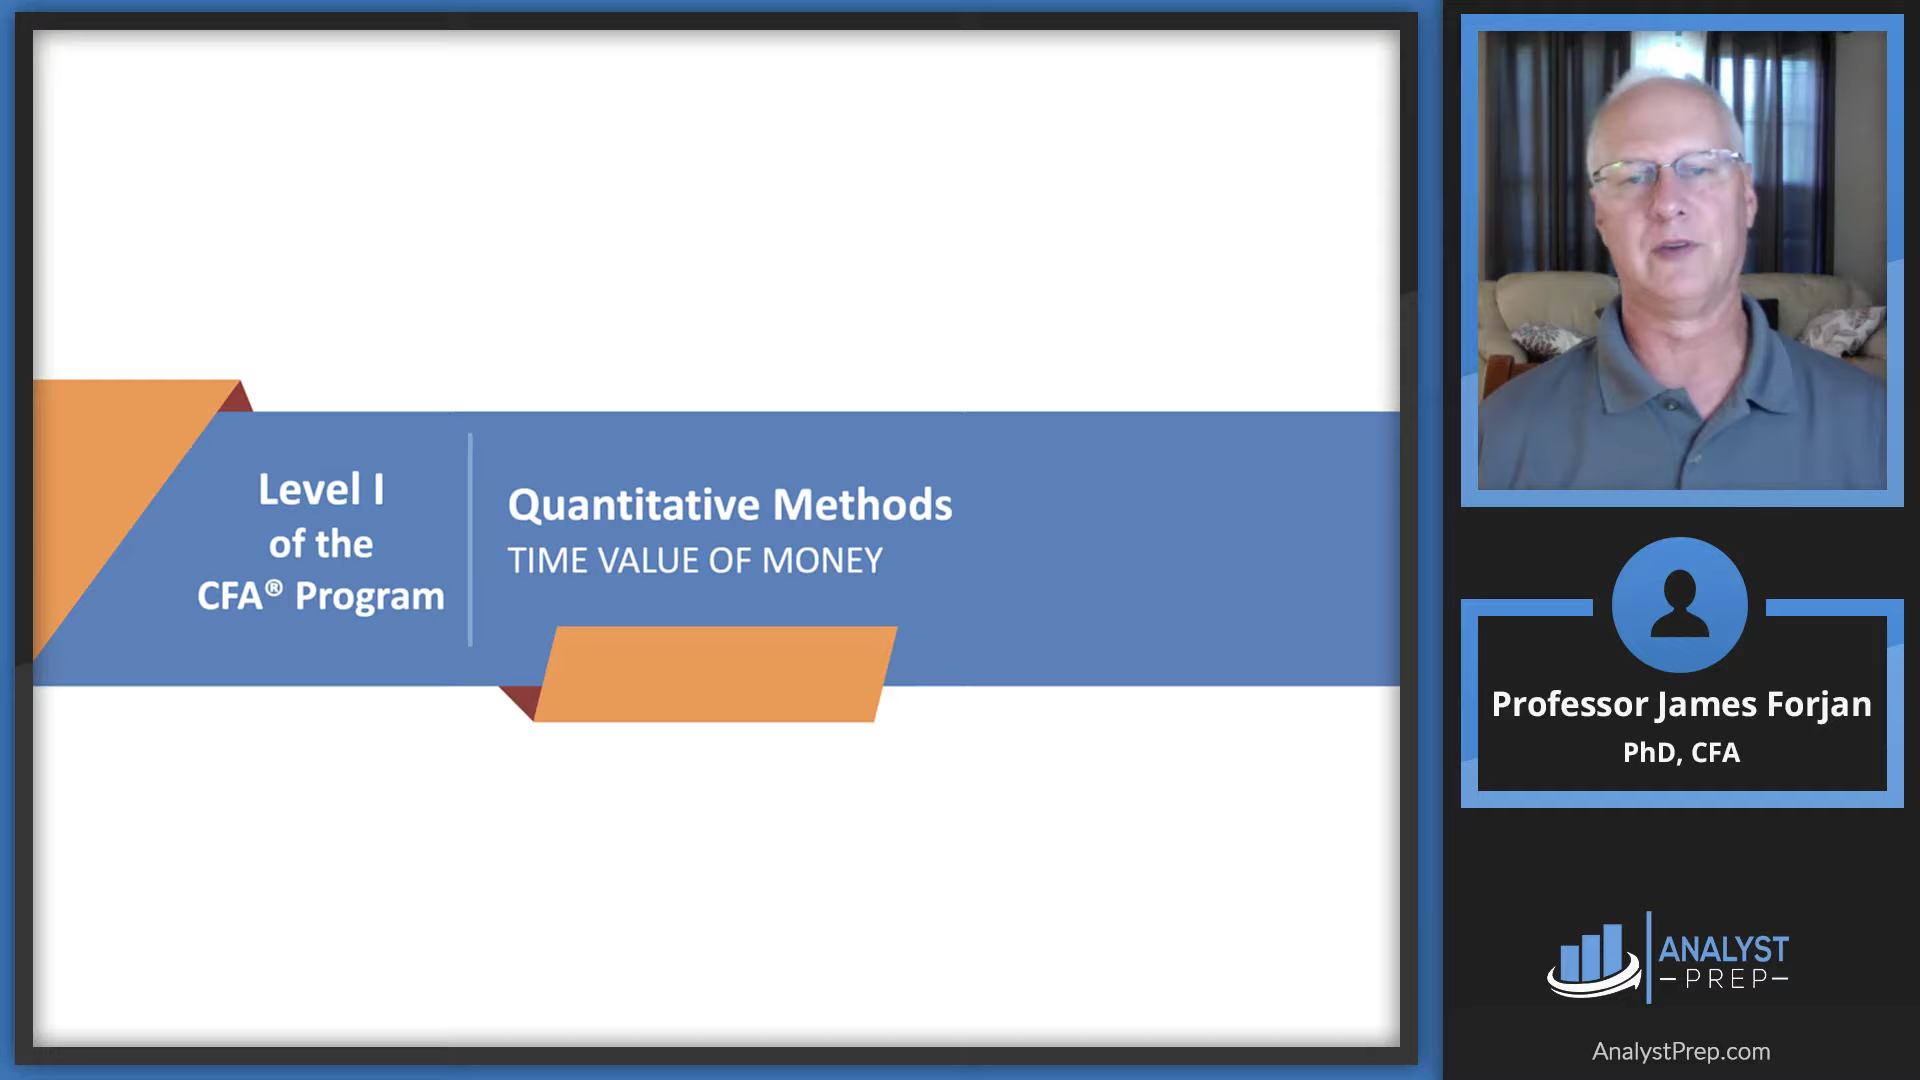 Level I
of the
CFA® Program
Quantitative Methods
TIME VALUE OF MONEY
Professor James Forjan
PhD, CFA
ANALYST
PREP
AnalystPrep.com